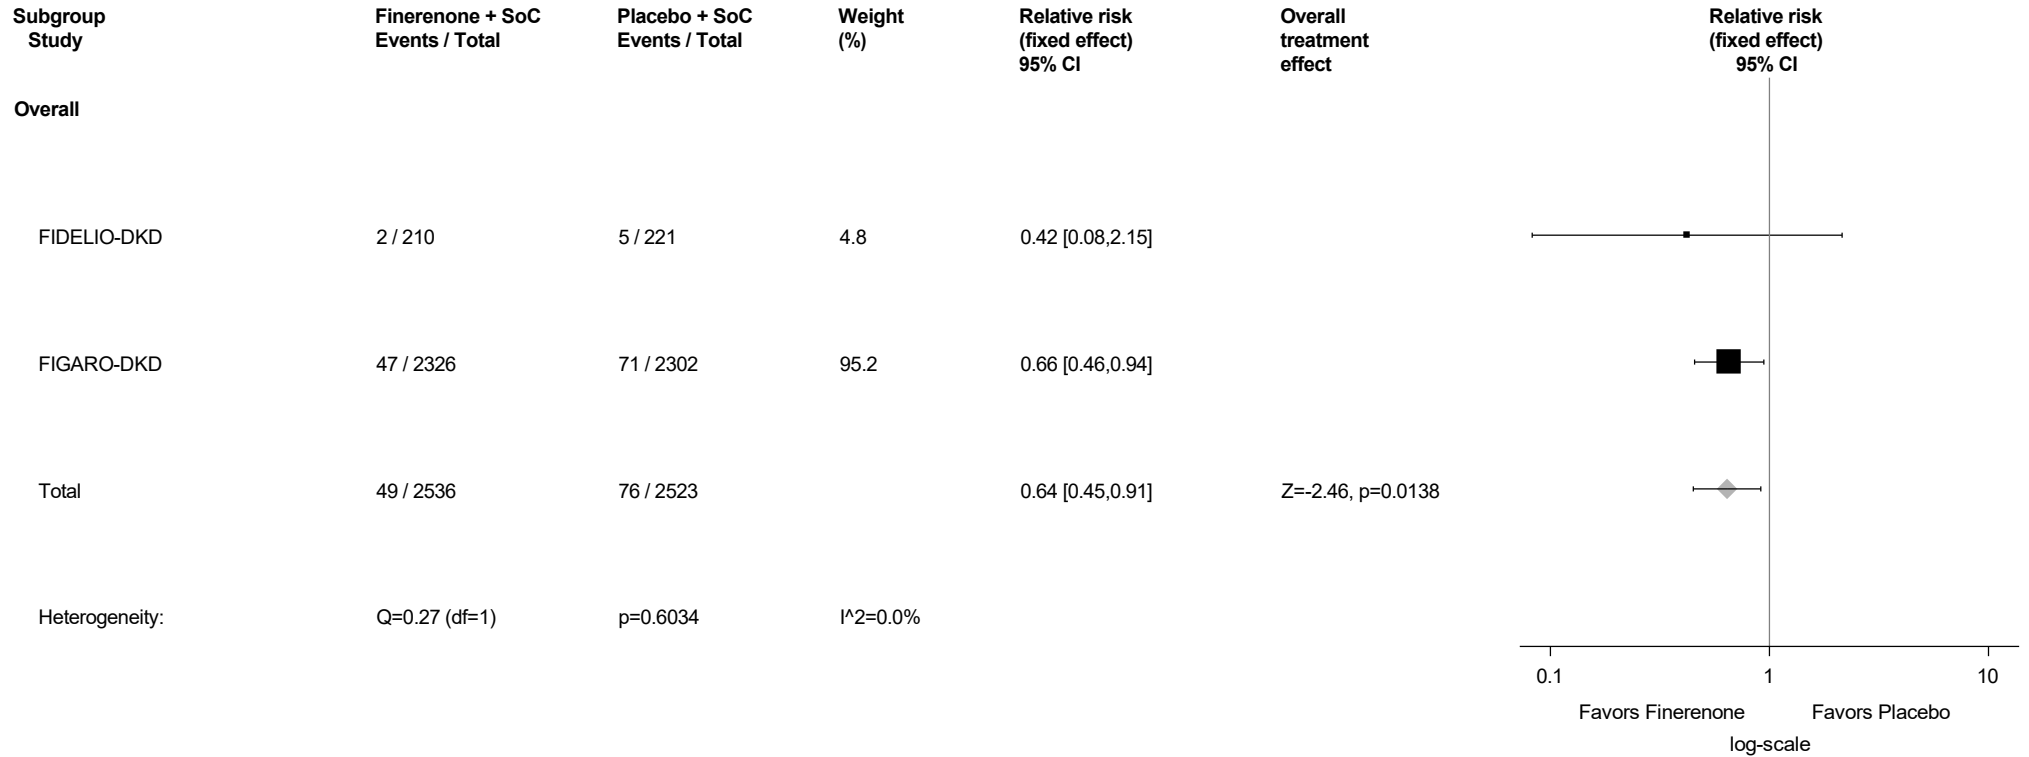 Subgroup Finerenone + SoC Placebo + SoC Weight Relative risk Overall Relative risk
Study Events / Total Events / Total (%) (fixed effect) treatment (fixed effect)
95% CI effect 95% CI
Overall
FIDELIO-DKD 2 / 210 5 / 221 4.8 0.42 [0.08,2.15]
FIGARO-DKD 47 / 2326 71 / 2302 95.2 0.66 [0.46,0.94]
Total 49 / 2536 76 / 2523 0.64 [0.45,0.91] Z=-2.46, p=0.0138
Heterogeneity: Q=0.27 (df=1) p=0.6034 I^2=0.0%
0.1 1 10
Favors Finerenone Favors Placebo
log-scale